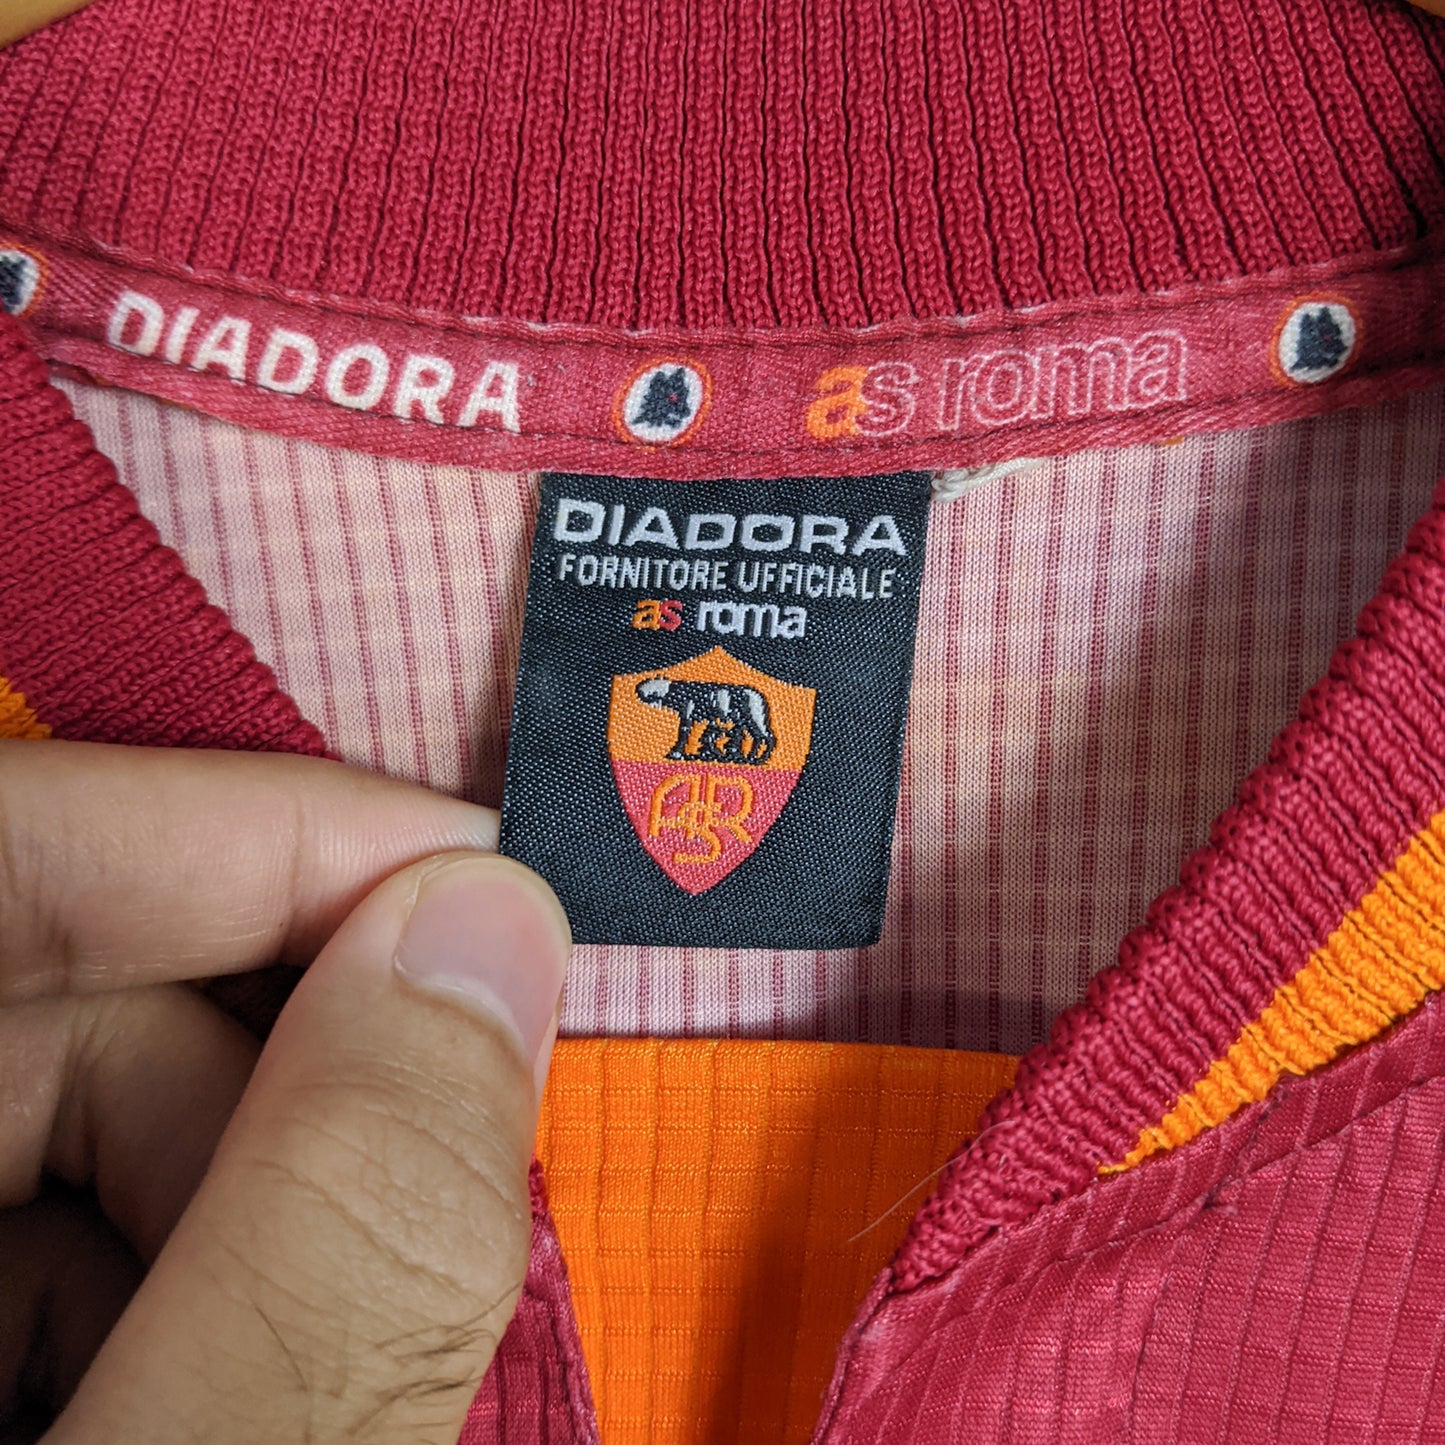 DIADORA as roma
DIADORA
FORNITORE UFFICIALE
as roma
ASR